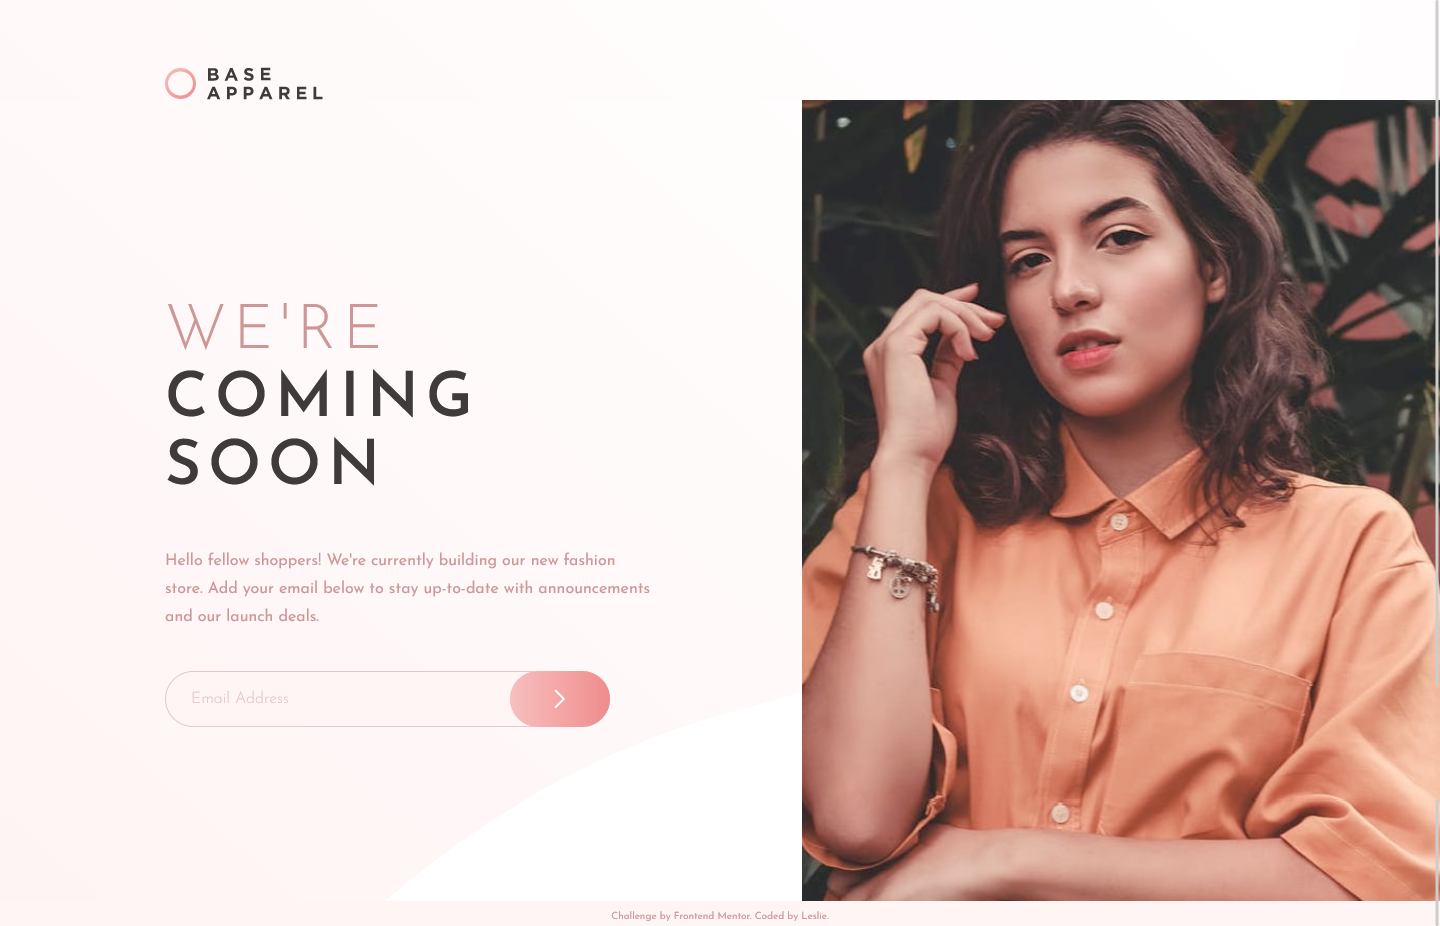 BASE
APPAREL
WE'RE
COMING
SOON
Hello fellow shoppers! We're currently building our new fashion
store. Add your email below to stay up-to-date with announcements
and our launch deals.
Email Address
Challenge by Frontend Mentor. Coded by Leslie.